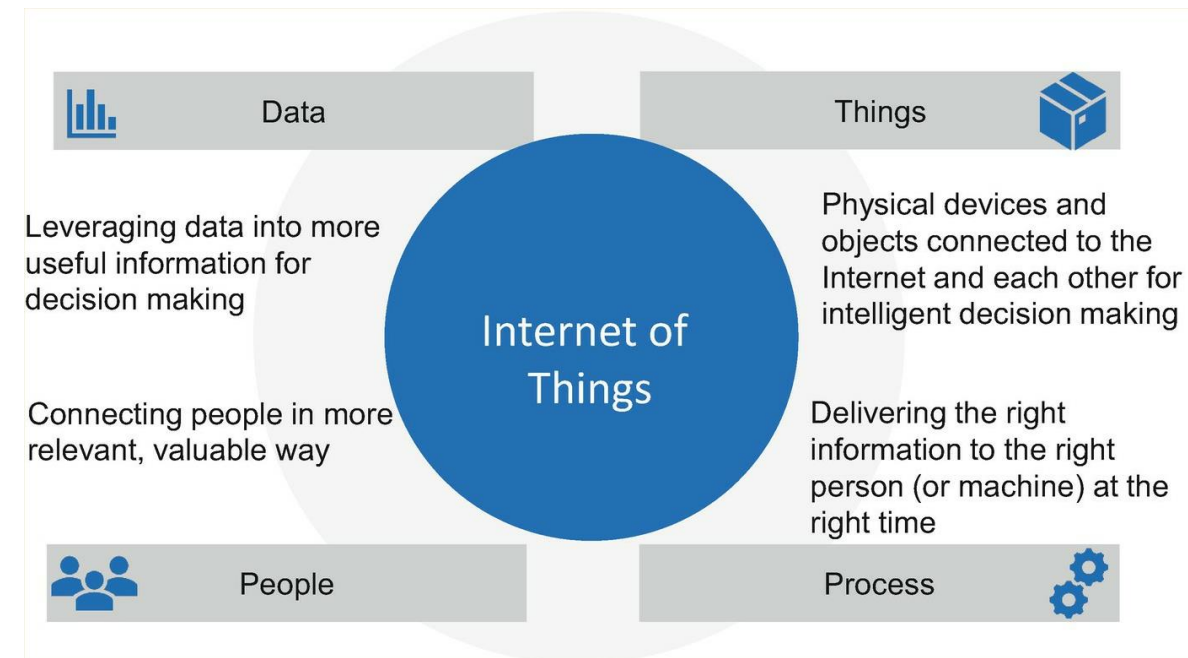 Data
Leveraging data into more
useful information for
decision making
Things
Physical devices and
objects connected to the
Internet and each other for
intelligent decision making
Internet of
Things
Connecting people in more
relevant, valuable way
People
Delivering the right
information to the right
person (or machine) at the
right time
Process